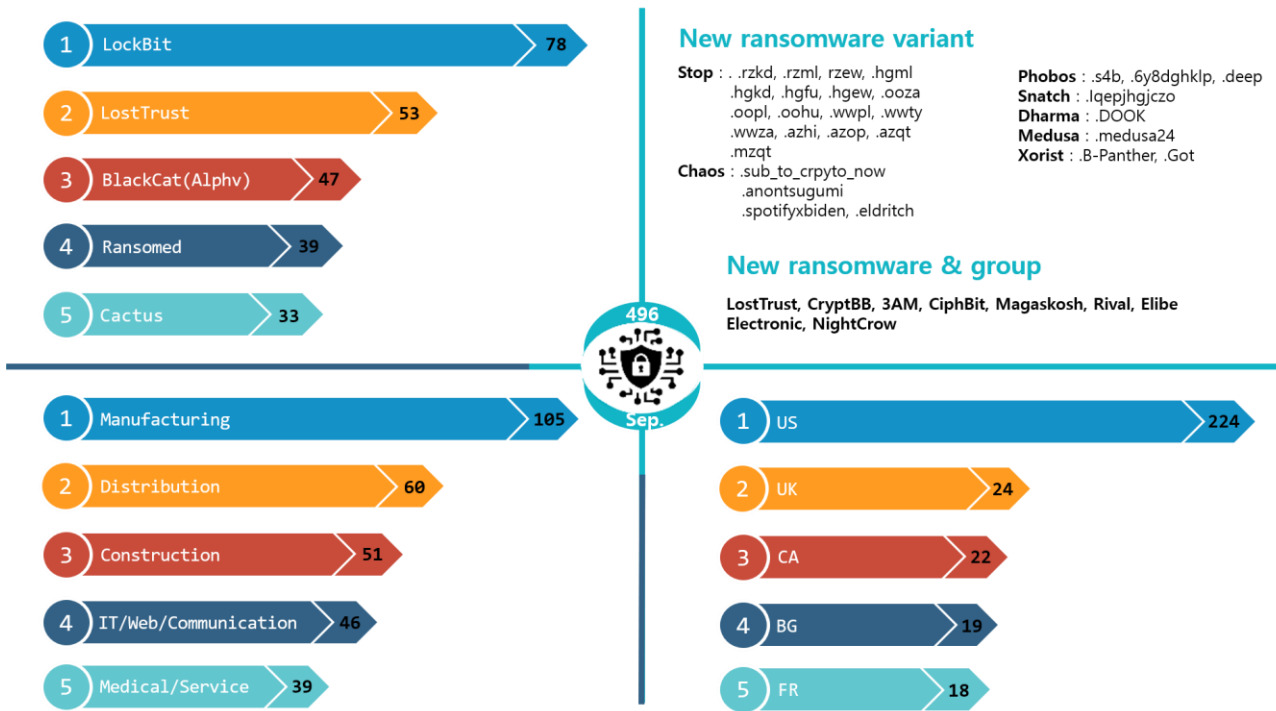 1 LockBit 78
2 LostTrust 53
3 BlackCat(Alphv) 47
4 Ransomed 39
5 Cactus 33
New ransomware variant
Stop : . .rzkd, .rzml, rzew, .hgml
.hgkd, .hgfu, .hgew, .ooza
.oopl, .oohu, .wwpl, .wwty
.wwza, .azhi, .azop, .azqt
.mzqt
Chaos : .sub_to_crpyto_now
.anontsugumi
.spotifyxbiden, .eldritch
Phobos : .s4b, .6y8dghklp, .deep
Snatch : .lqepjhgjczo
Dharma : .DOOK
Medusa : .medusa24
Xorist : .B-Panther, .Got
New ransomware & group
LostTrust, CryptBB, 3AM, CiphBit, Magaskosh, Rival, Elibe
Electronic, NightCrow
496
Sep.
1 Manufacturing 105
2 Distribution 60
3 Construction 51
4 IT/Web/Communication 46
5 Medical/Service 39
1 US 224
2 UK 24
3 CA 22
4 BG 19
5 FR 18